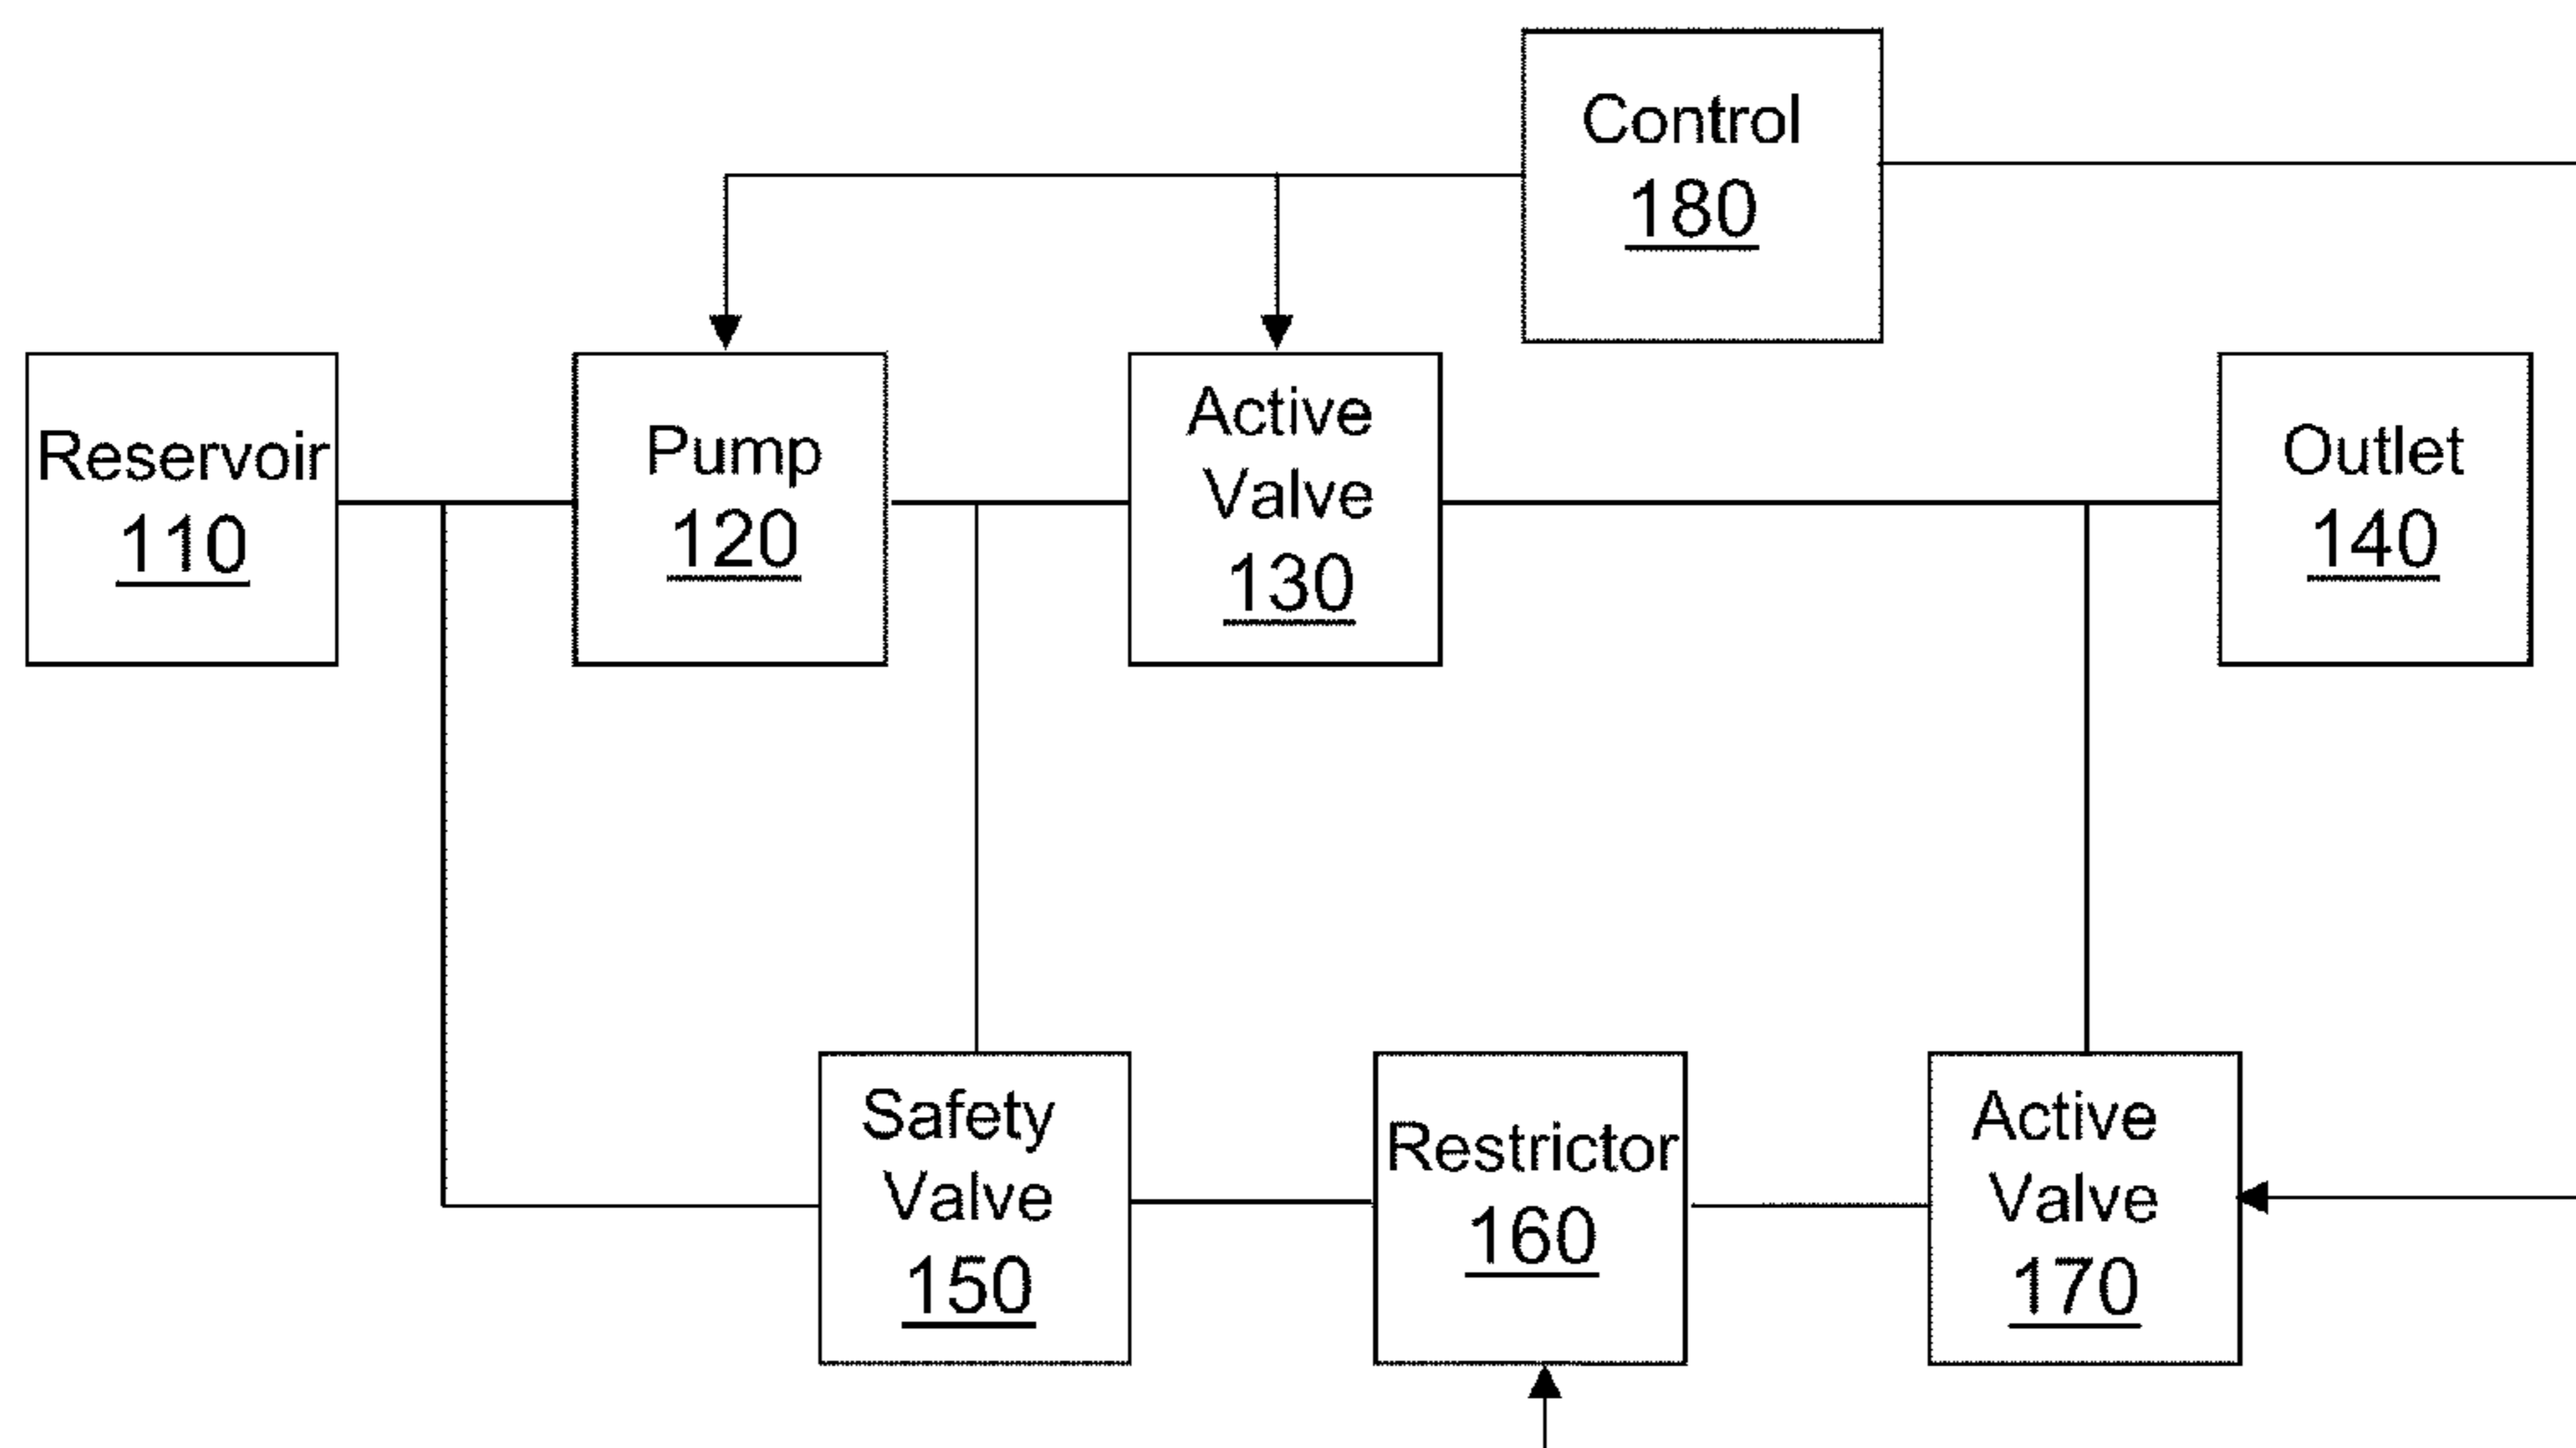 Control
180
Reservoir
110
Pump
120
Active
Valve
130
Outlet
140
Safety
Valve
150
Restrictor
160
Active
Valve
170